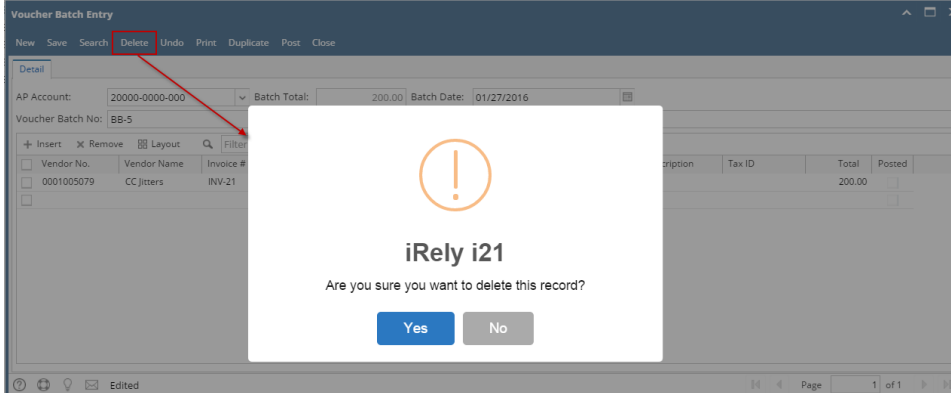 Voucher Batch Entry
New Save Search Delete Undo Print Duplicate Post Close
Detail
AP Account: 20000-0000-000 Batch Total: 200.00 Batch Date: 01/27/2016
Voucher Batch No: BB-5
Insert Remove Layout Filter
Vendor No. Vendor Name Invoice # cription Tax ID Total Posted
0001005079 CC Jitters INV-21 200.00
iRely i21
Are you sure you want to delete this record?
Yes No
Edited Page 1 of 1